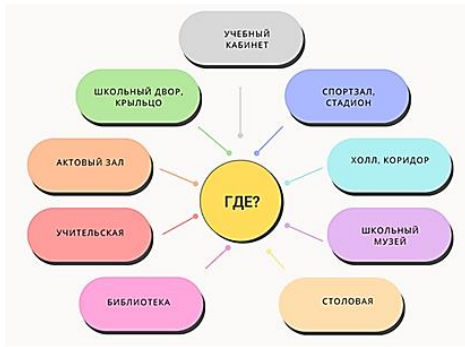 УЧЕБНЫЙ
КАБИНЕТ
ШКОЛЬНЫЙ ДВОР,
КРЫЛЬЦО
СПОРТЗАЛ,
СТАДИОН
АКТОВЫЙ ЗАЛ
ХОЛЛ, КОРИДОР
ГДЕ?
УЧИТЕЛЬСКАЯ
ШКОЛЬНЫЙ
МУЗЕЙ
БИБЛИОТЕКА
СТОЛОВАЯ